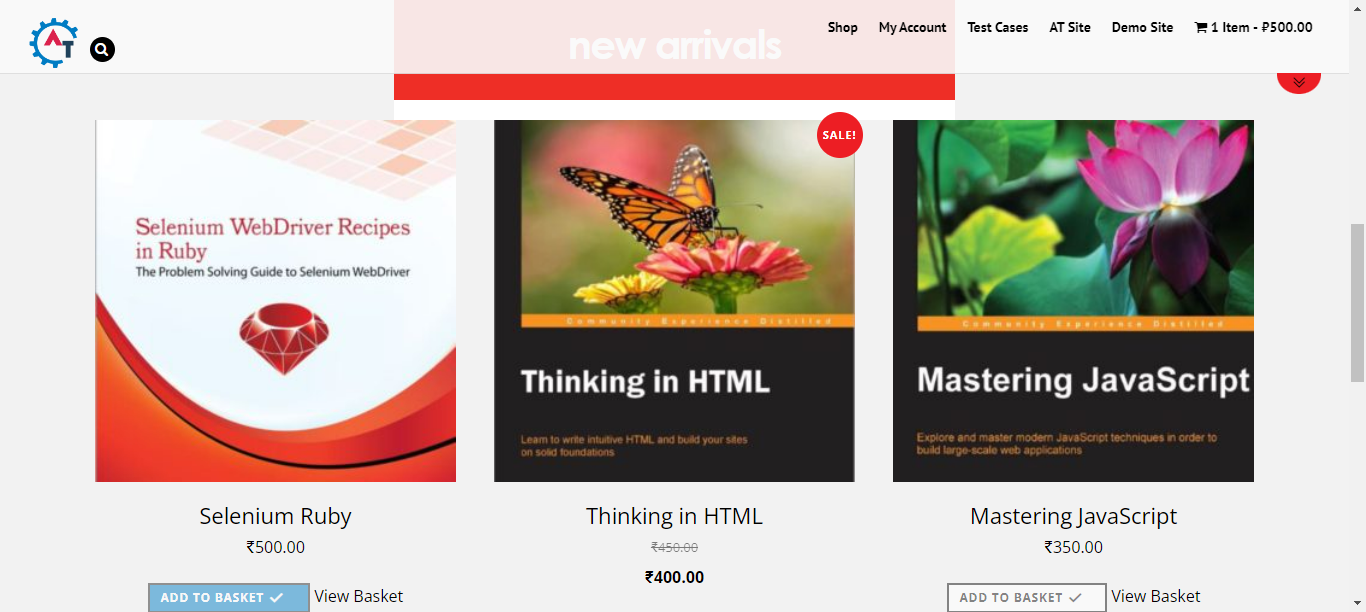 AT
Shop
My Account
Test Cases
AT Site
Demo Site
1 Item - ₽500.00
new arrivals
SALE!
Selenium WebDriver Recipes
in Ruby
The Problem Solving Guide to Selenium WebDriver
Community Experience Distilled
Thinking in HTML
Learn to write intuitive HTML and build your sites
on solid foundations
Community Experience Distilled
Mastering JavaScript
Explore and master modern JavaScript techniques in order to
build large-scale web applications
Selenium Ruby
₹500.00
ADD TO BASKET
View Basket
Thinking in HTML
₹450.00
₹400.00
Mastering JavaScript
₹350.00
ADD TO BASKET
View Basket